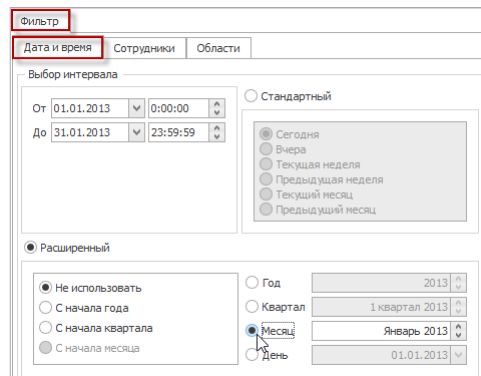 Фильтр
Дата и время Сотрудники Области
Выбор интервала
От 01.01.2013 0:00:00
До 31.01.2013 23:59:59
Стандартный
Сегодня
Вчера
Текущая неделя
Предыдущая неделя
Текущий месяц
Предыдущий месяц
Расширенный
Не использовать
С начала года
С начала квартала
С начала месяца
Год 2013
Квартал 1 квартал 2013
Месяц Январь 2013
День 01.01.2013